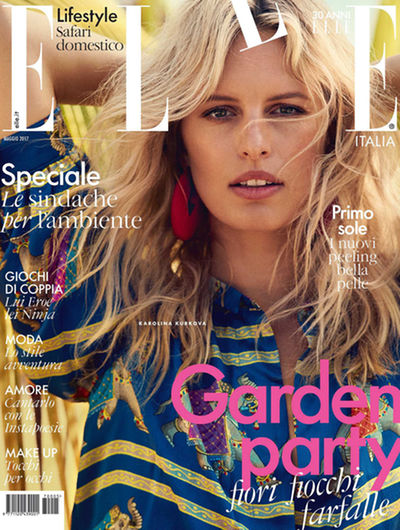 ELLE
Lifestyle
Safari
domestico
30 ANNI
ELLE
elle.it
MAGGIO 2017
ITALIA
Speciale
Le sindache
per l'ambiente
Primo
sole
I nuovi
peeling
bella
pelle
GIOCHI
DI COPPIA
Lui Eroe
lei Ninja
KAROLINA KURKOVA
MODA
Lo stile
avventura
AMORE
Cantarlo
con le
Instapoesie
MAKE UP
Tocchi
per occhi
Garden
party
fiori fiocchi
farfalle